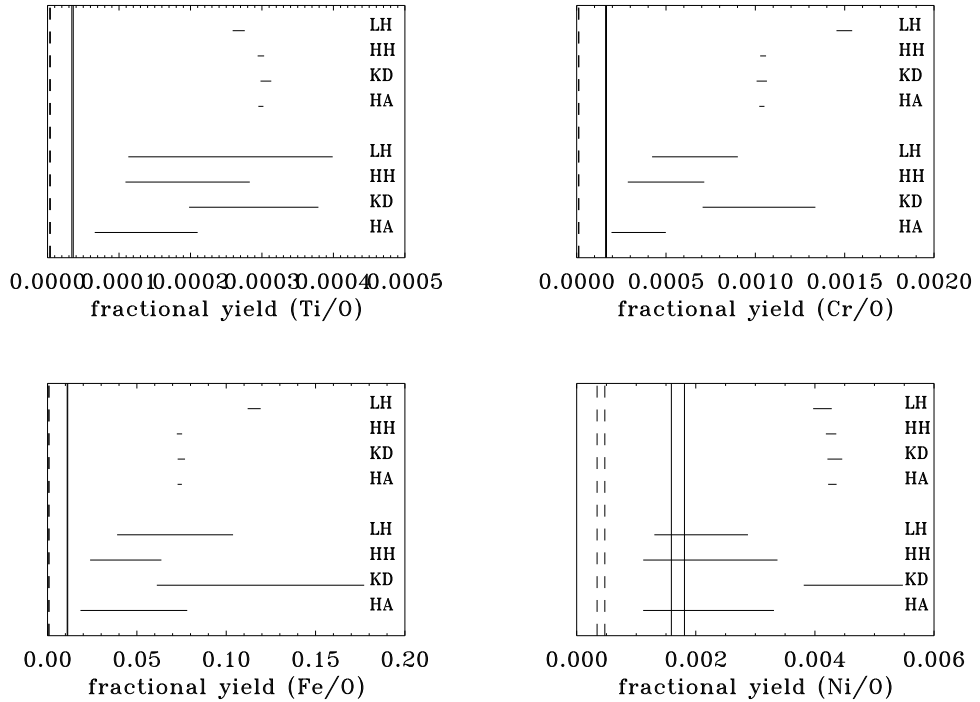 LH
HH
KD
HA
LH
HH
KD
HA
0.0000 0.0001 0.0002 0.0003 0.0004 0.0005
fractional yield (Ti/O)
LH
HH
KD
HA
LH
HH
KD
HA
0.0000 0.0005 0.0010 0.0015 0.0020
fractional yield (Cr/O)
LH
HH
KD
HA
LH
HH
KD
HA
0.00 0.05 0.10 0.15 0.20
fractional yield (Fe/O)
LH
HH
KD
HA
LH
HH
KD
HA
0.000 0.002 0.004 0.006
fractional yield (Ni/O)